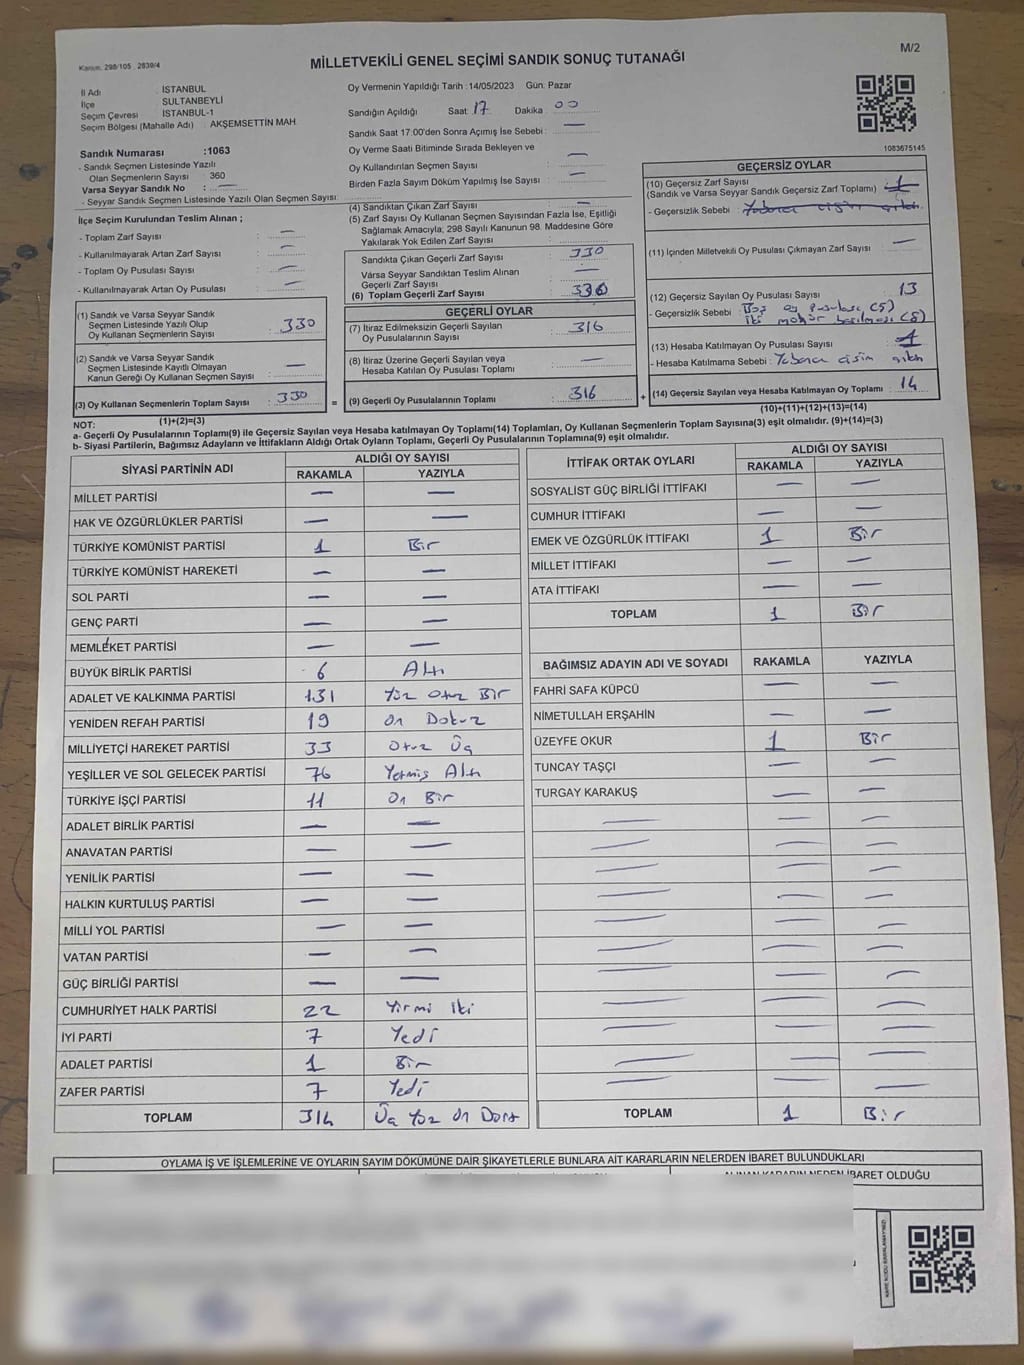 Kanun. 298/105 , 2839/4
M/2
MİLLETVEKİLİ GENEL SEÇİMİ SANDIK SONUÇ TUTANAĞI
İl Adı : İSTANBUL
İlçe SULTANBEYLİ
Seçim Çevresi : İSTANBUL-1
Seçim Bölgesi (Mahalle Adı) : AKŞEMSETTİN MAH
Sandık Numarası :1063
- Sandık Seçmen Listesinde Yazılı
Olan Seçmenlerin Sayısı : 360
Varsa Seyyar Sandık No : —
- Seyyar Sandık Seçmen Listesinde Yazılı Olan Seçmen Sayısı: —
İlçe Seçim Kurulundan Teslim Alınan ;
- Toplam Zarf Sayısı : —
- Kullanılmayarak Artan Zarf Sayısı : —
- Toplam Oy Pusulası Sayısı : —
- Kullanılmayarak Artan Oy Pusulası : —
Oy Vermenin Yapıldığı Tarih :14/05/2023 Gün: Pazar
Sandığın Açıldığı Saat 17 Dakika 00
Sandık Saat 17:00'den Sonra Açımış İse Sebebi : —
Oy Verme Saati Bitiminde Sırada Bekleyen ve
Oy Kullandırılan Seçmen Sayısı : —
Birden Fazla Sayım Döküm Yapılmış İse Sayısı : —
(4) Sandıktan Çıkan Zarf Sayısı : —
(5) Zarf Sayısı Oy Kullanan Seçmen Sayısından Fazla İse, Eşitliği
Sağlamak Amacıyla; 298 Sayılı Kanunun 98. Maddesine Göre
Yakılarak Yok Edilen Zarf Sayısı :
Sandıkta Çıkan Geçerli Zarf Sayısı : 330
Varsa Seyyar Sandıktan Teslim Alınan
Geçerli Zarf Sayısı : —
(6) Toplam Geçerli Zarf Sayısı : 330
1083675145
GEÇERSİZ OYLAR
(10) Geçersiz Zarf Sayısı
(Sandık ve Varsa Seyyar Sandık Geçersiz Zarf Toplamı) : 1
- Geçersizlik Sebebi : Yabancı cisim çıktı
(11) İçinden Milletvekili Oy Pusulası Çıkmayan Zarf Sayısı : —
(12) Geçersiz Sayılan Oy Pusulası Sayısı : 13
- Geçersizlik Sebebi : Boş oy pusulası (5)
iki mühür basılması (8)
(13) Hesaba Katılmayan Oy Pusulası Sayısı : 1
- Hesaba Katılmama Sebebi : Yabancı cisim çıktı
(14) Geçersiz Sayılan veya Hesaba Katılmayan Oy Toplamı : 14
(10)+(11)+(12)+(13)=(14)
(1) Sandık ve Varsa Seyyar Sandık
Seçmen Listesinde Yazılı Olup
Oy Kullanan Seçmenlerin Sayısı : 330
(2) Sandık ve Varsa Seyyar Sandık
Seçmen Listesinde Kayıtlı Olmayan
Kanun Gereği Oy Kullanan Seçmen Sayısı : —
(3) Oy Kullanan Seçmenlerin Toplam Sayısı : 330
(1)+(2)=(3)
GEÇERLİ OYLAR
(7) İtiraz Edilmeksizin Geçerli Sayılan
Oy Pusulalarının Sayısı : 316
(8) İtiraz Üzerine Geçerli Sayılan veya
Hesaba Katılan Oy Pusulası Toplamı : —
= (9) Geçerli Oy Pusulalarının Toplamı : 316 +
NOT:
a- Geçerli Oy Pusulalarının Toplamı(9) ile Geçersiz Sayılan veya Hesaba katılmayan Oy Toplamı(14) Toplamları, Oy Kullanan Seçmenlerin Toplam Sayısına(3) eşit olmalıdır. (9)+(14)=(3)
b- Siyasi Partilerin, Bağımsız Adayların ve İttifakların Aldığı Ortak Oyların Toplamı, Geçerli Oy Pusulalarının Toplamına(9) eşit olmalıdır.
SİYASİ PARTİNİN ADI ALDIĞI OY SAYISI
RAKAMLA YAZIYLA
MİLLET PARTİSİ — —
HAK VE ÖZGÜRLÜKLER PARTİSİ — —
TÜRKİYE KOMÜNİST PARTİSİ 1 Bir
TÜRKİYE KOMÜNİST HAREKETİ — —
SOL PARTİ — —
GENÇ PARTİ — —
MEMLEKET PARTİSİ — —
BÜYÜK BİRLİK PARTİSİ 6 Altı
ADALET VE KALKINMA PARTİSİ 131 Yüz Otuz Bir
YENİDEN REFAH PARTİSİ 19 On Dokuz
MİLLİYETÇİ HAREKET PARTİSİ 33 Otuz Üç
YEŞİLLER VE SOL GELECEK PARTİSİ 76 Yetmiş Altı
TÜRKİYE İŞÇİ PARTİSİ 11 On Bir
ADALET BİRLİK PARTİSİ — —
ANAVATAN PARTİSİ — —
YENİLİK PARTİSİ — —
HALKIN KURTULUŞ PARTİSİ — —
MİLLİ YOL PARTİSİ — —
VATAN PARTİSİ — —
GÜÇ BİRLİĞİ PARTİSİ — —
CUMHURİYET HALK PARTİSİ 22 Yirmi İki
İYİ PARTİ 7 Yedi
ADALET PARTİSİ 1 Bir
ZAFER PARTİSİ 7 Yedi
TOPLAM 314 Üç Yüz On Dört
İTTİFAK ORTAK OYLARI ALDIĞI OY SAYISI
RAKAMLA YAZIYLA
SOSYALİST GÜÇ BİRLİĞİ İTTİFAKI — —
CUMHUR İTTİFAKI — —
EMEK VE ÖZGÜRLÜK İTTİFAKI 1 Bir
MİLLET İTTİFAKI — —
ATA İTTİFAKI — —
TOPLAM 1 Bir
BAĞIMSIZ ADAYIN ADI VE SOYADI RAKAMLA YAZIYLA
FAHRİ SAFA KÜPCÜ — —
NİMETULLAH ERŞAHİN — —
ÜZEYFE OKUR 1 Bir
TUNCAY TAŞÇI — —
TURGAY KARAKUŞ — —
TOPLAM 1 Bir
OYLAMA İŞ VE İŞLEMLERİNE VE OYLARIN SAYIM DÖKÜMÜNE DAİR ŞİKAYETLERLE BUNLARA AİT KARARLARIN NELERDEN İBARET BULUNDUKLARI
ALINAN KARARIN NEDEN İBARET OLDUĞU
KARE KODU KARALAMAYINIZ!